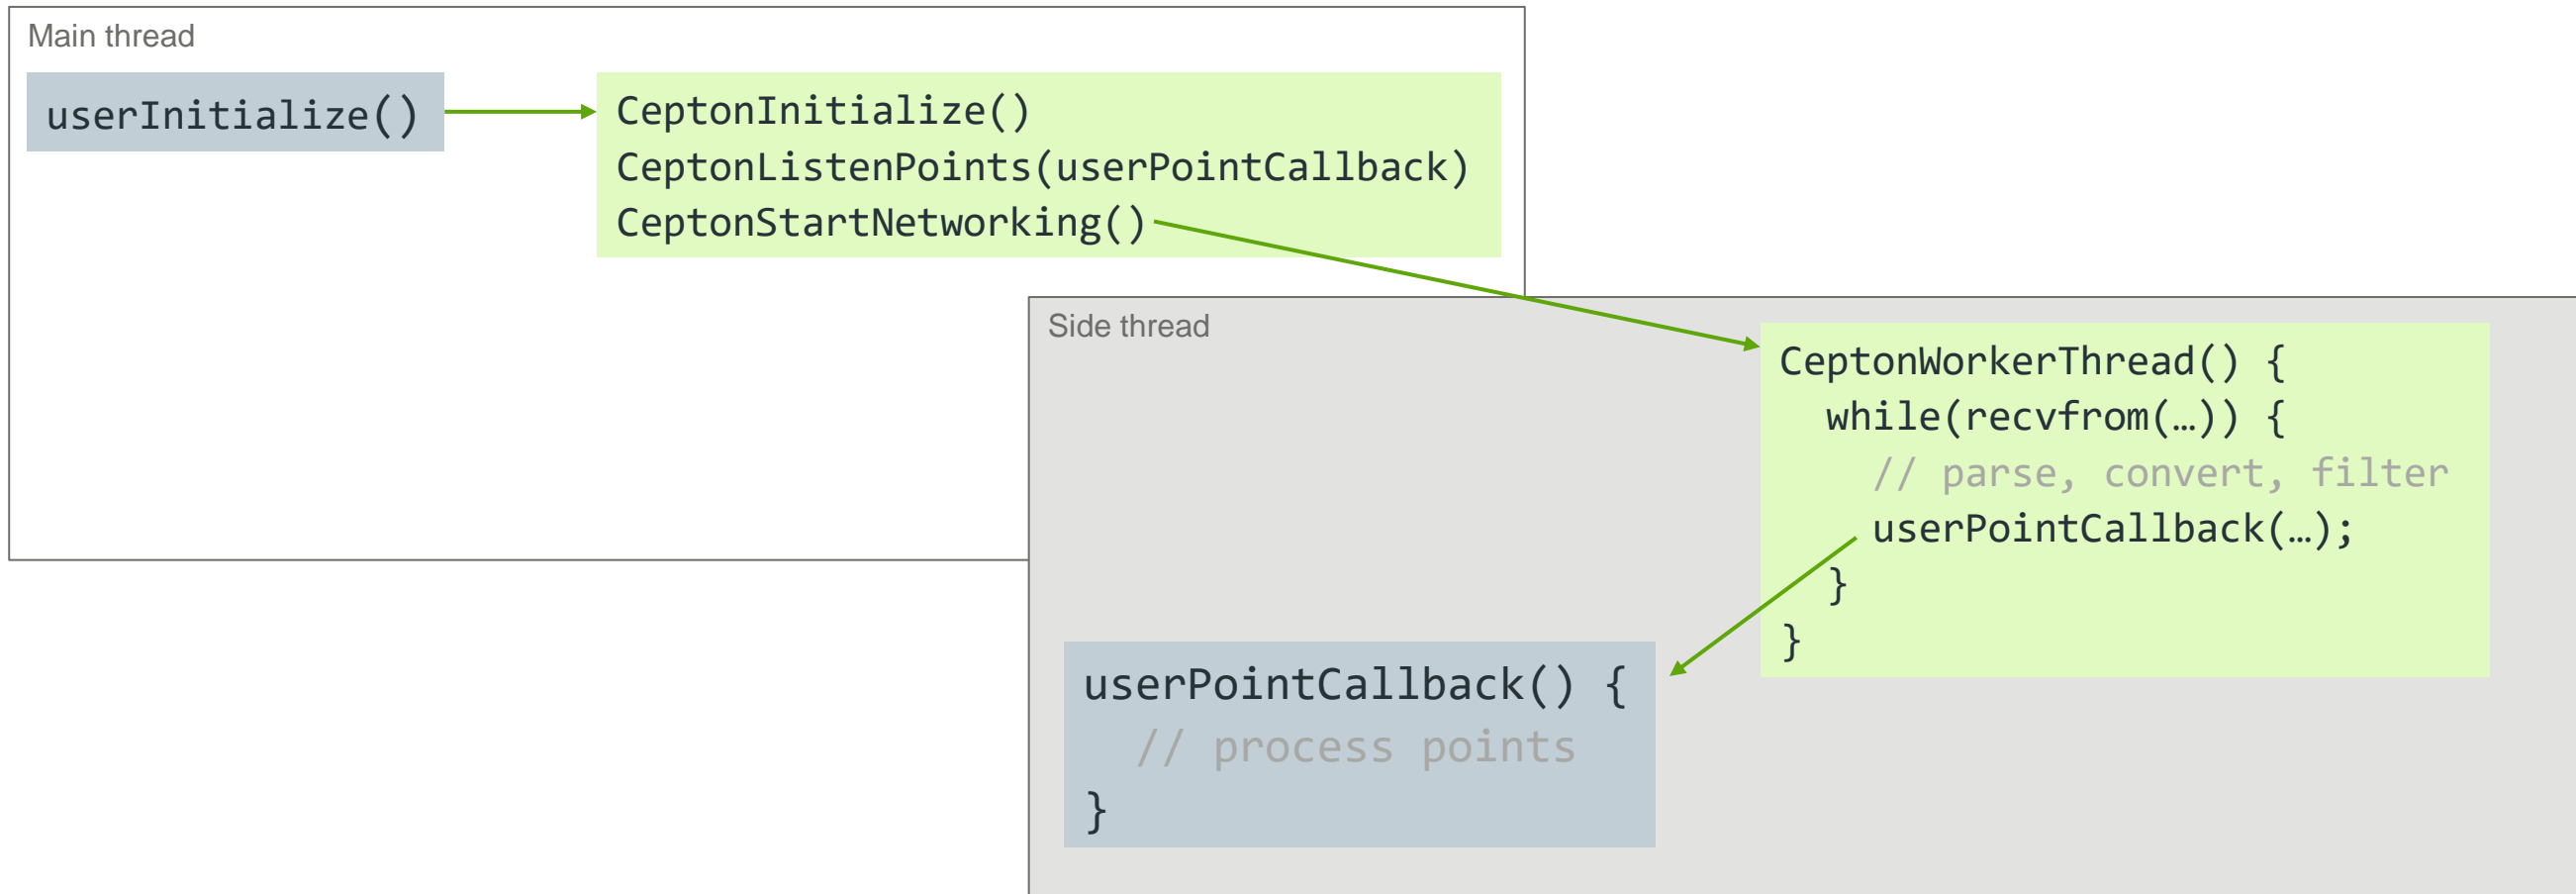 Main thread
userInitialize()
CeptonInitialize()
CeptonListenPoints(userPointCallback)
CeptonStartNetworking()
Side thread
CeptonWorkerThread() {
  while(recvfrom(…)) {
    // parse, convert, filter
    userPointCallback(…);
  }
}
userPointCallback() {
  // process points
}